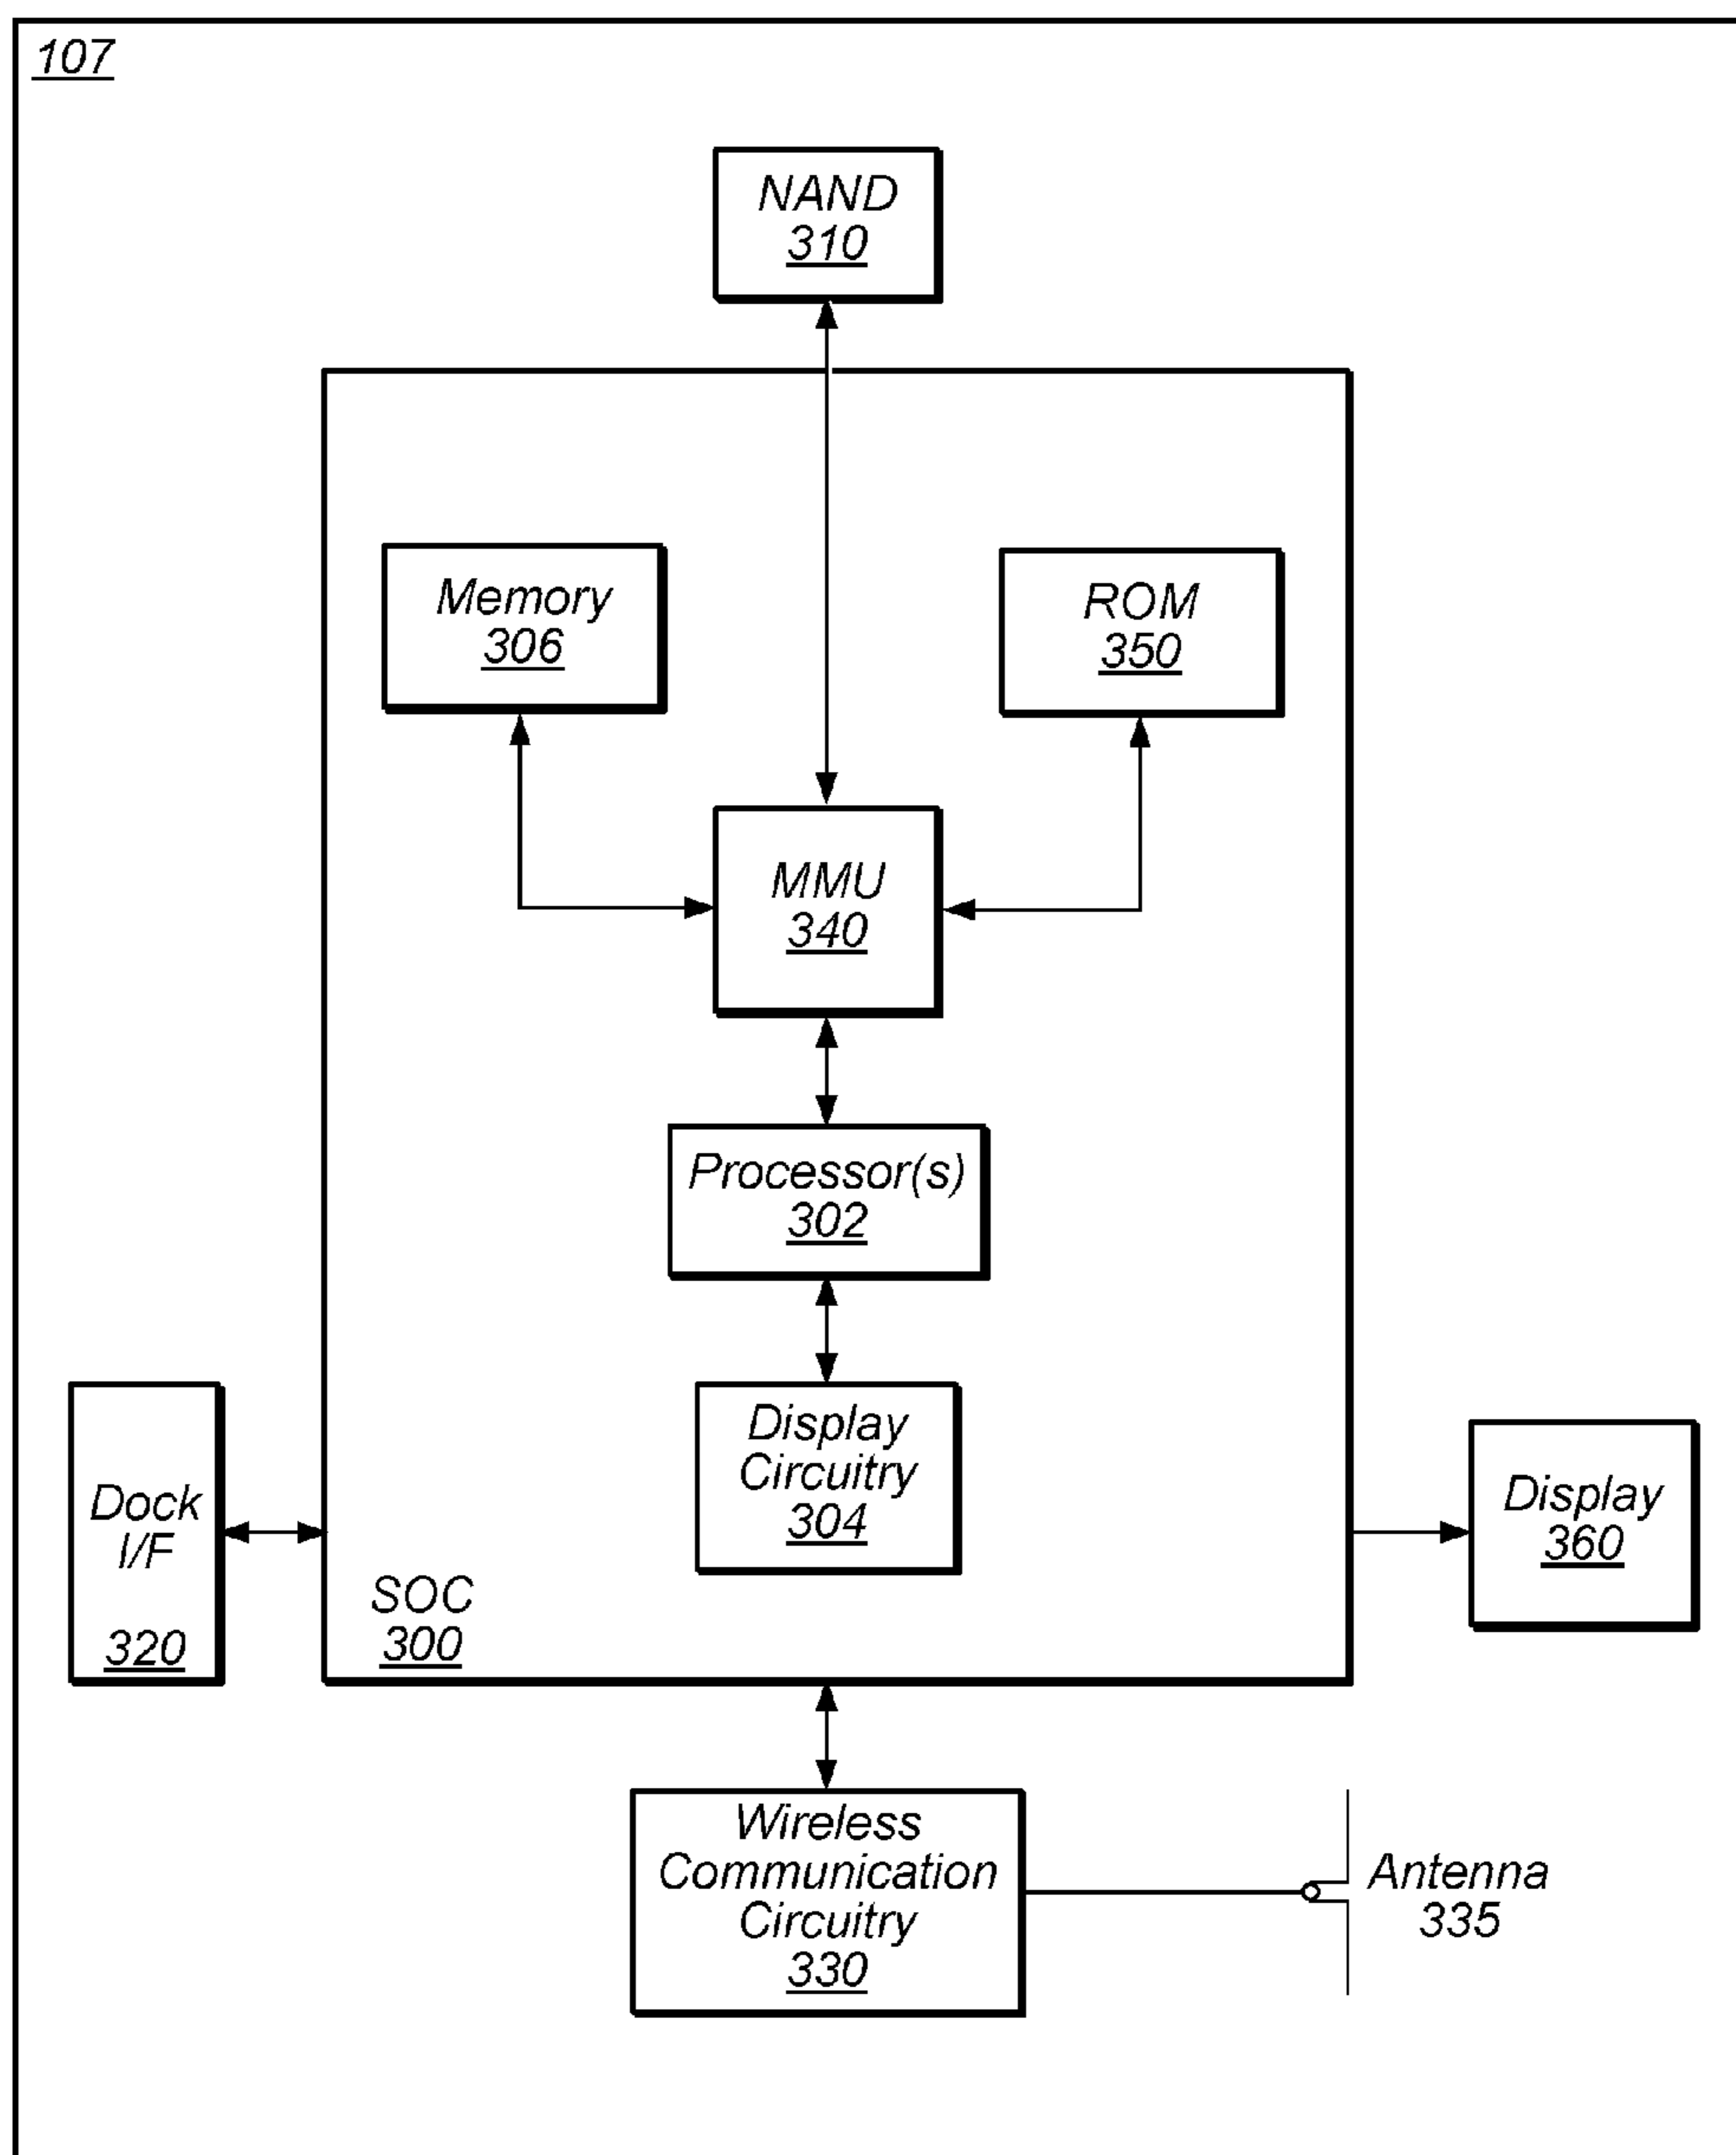 107
NAND
310
Memory
306
ROM
350
MMU
340
Processor(s)
302
Display
Circuitry
304
Dock
I/F
320
SOC
300
Display
360
Wireless
Communication
Circuitry
330
Antenna
335